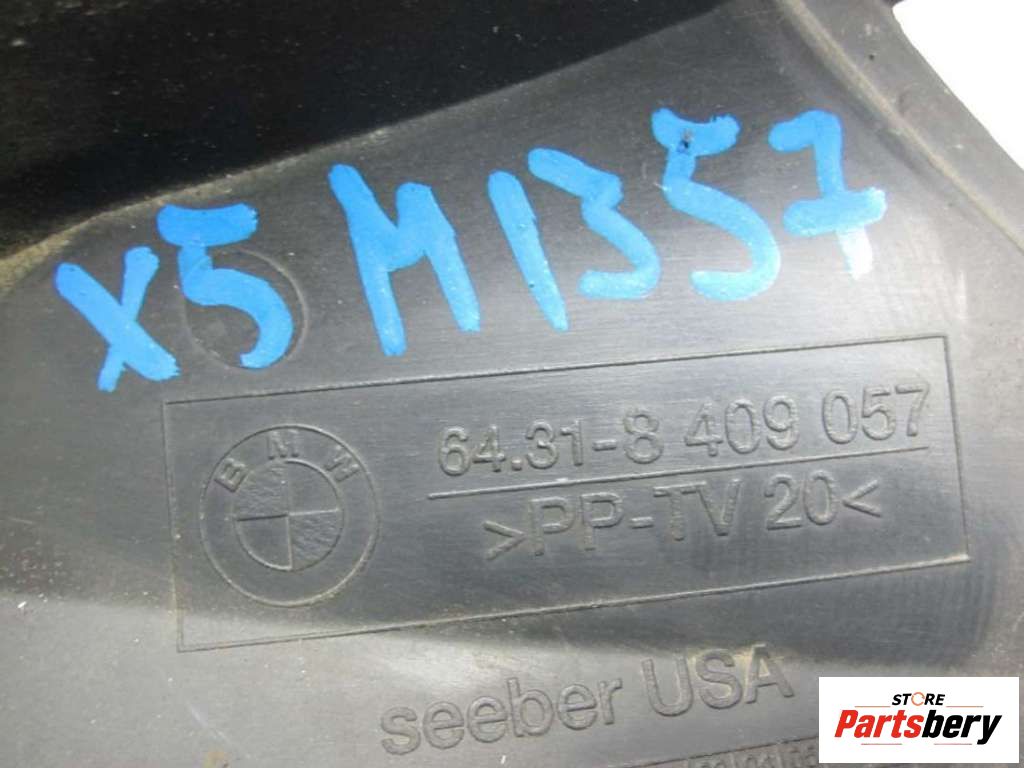 X5 M1357
BMW
64.31-8 409 057
>PP-TV 20<
seeber USA
STORE
Partsbery